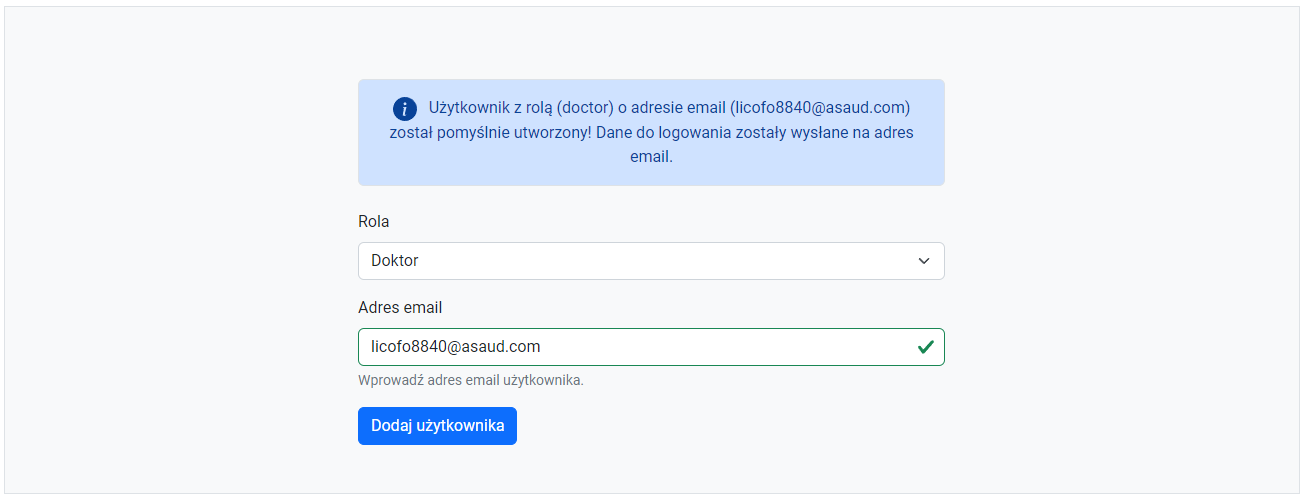 Użytkownik z rolą (doctor) o adresie email (licofo8840@asaud.com)
został pomyślnie utworzony! Dane do logowania zostały wysłane na adres
email.
Rola
Doktor
Adres email
licofo8840@asaud.com
Wprowadź adres email użytkownika.
Dodaj użytkownika